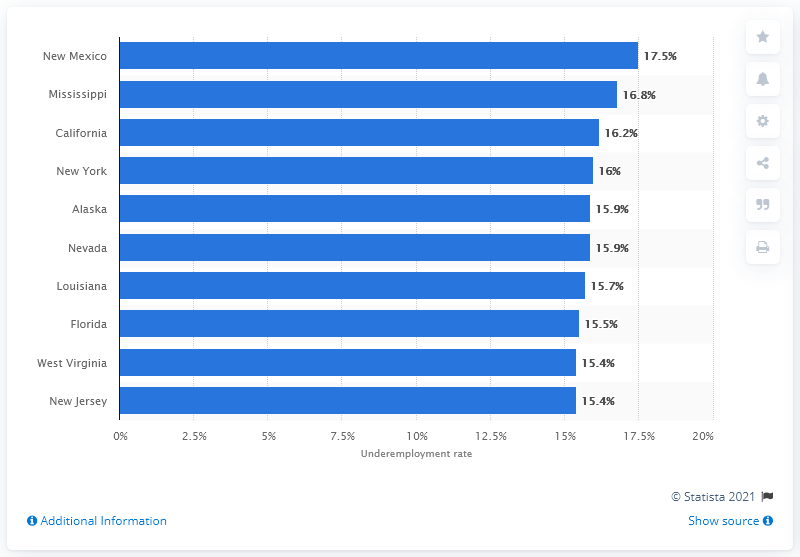 New Mexico 17.5%
Mississippi 16.8%
California 16.2%
New York 16%
Alaska 15.9%
Nevada 15.9%
Louisiana 15.7%
Florida 15.5%
West Virginia 15.4%
New Jersey 15.4%
0% 2.5% 5% 7.5% 10% 12.5% 15% 17.5% 20%
Underemployment rate
© Statista 2021
Additional Information Show source